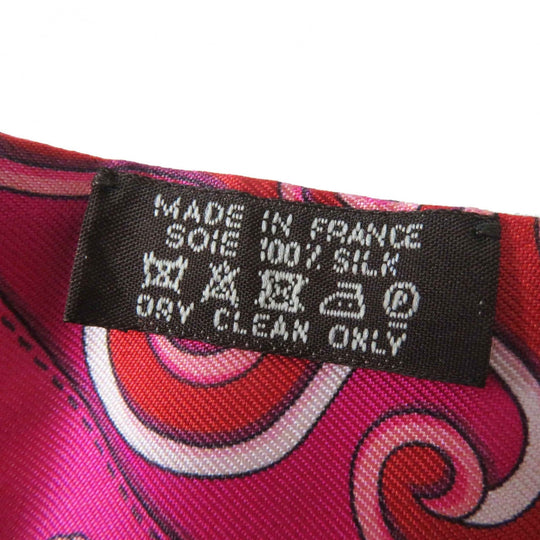 MADE IN FRANCE
SOIE 100% SILK
P
DRY CLEAN ONLY